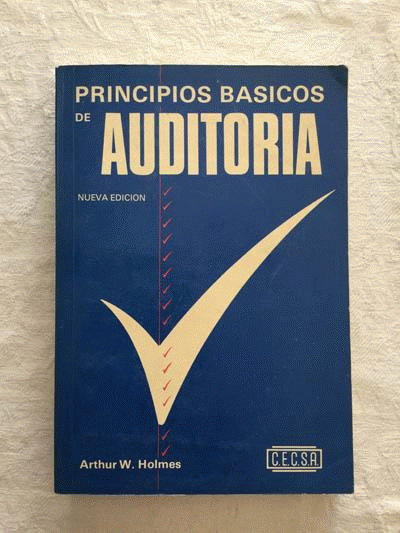 PRINCIPIOS BASICOS
DE AUDITORIA
NUEVA EDICION
Arthur W. Holmes
C.E.C.S.A.